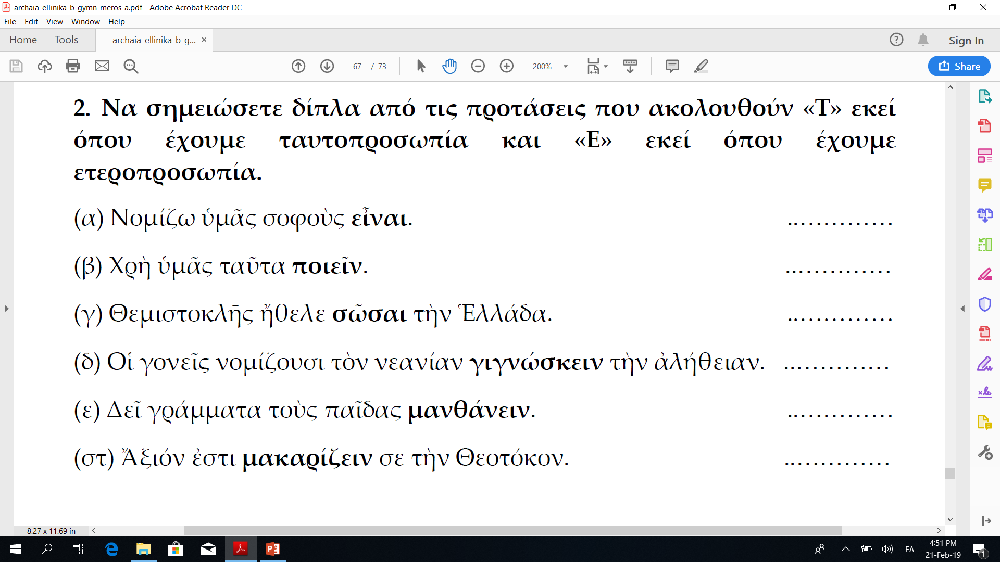 archaia_ellinika_b_gymn_meros_a.pdf - Adobe Acrobat Reader DC
File Edit View Window Help
Home Tools archaia_ellinika_b_g... × Sign In
67 / 73 200% Share
2. Να σημειώσετε δίπλα από τις προτάσεις που ακολουθούν «Τ» εκεί
όπου έχουμε ταυτοπροσωπία και «Ε» εκεί όπου έχουμε
ετεροπροσωπία.
(α) Νομίζω ὑμᾶς σοφοὺς εἶναι. ..…………
(β) Χρὴ ὑμᾶς ταῦτα ποιεῖν. ..…………
(γ) Θεμιστοκλῆς ἤθελε σῶσαι τὴν Ἑλλάδα. ..…………
(δ) Οἱ γονεῖς νομίζουσι τὸν νεανίαν γιγνώσκειν τὴν ἀλήθειαν. ..…………
(ε) Δεῖ γράμματα τοὺς παῖδας μανθάνειν. ..…………
(στ) Ἄξιόν ἐστι μακαρίζειν σε τὴν Θεοτόκον. ..…………
8.27 x 11.69 in
ΕΛ 4:51 PM
21-Feb-19 1